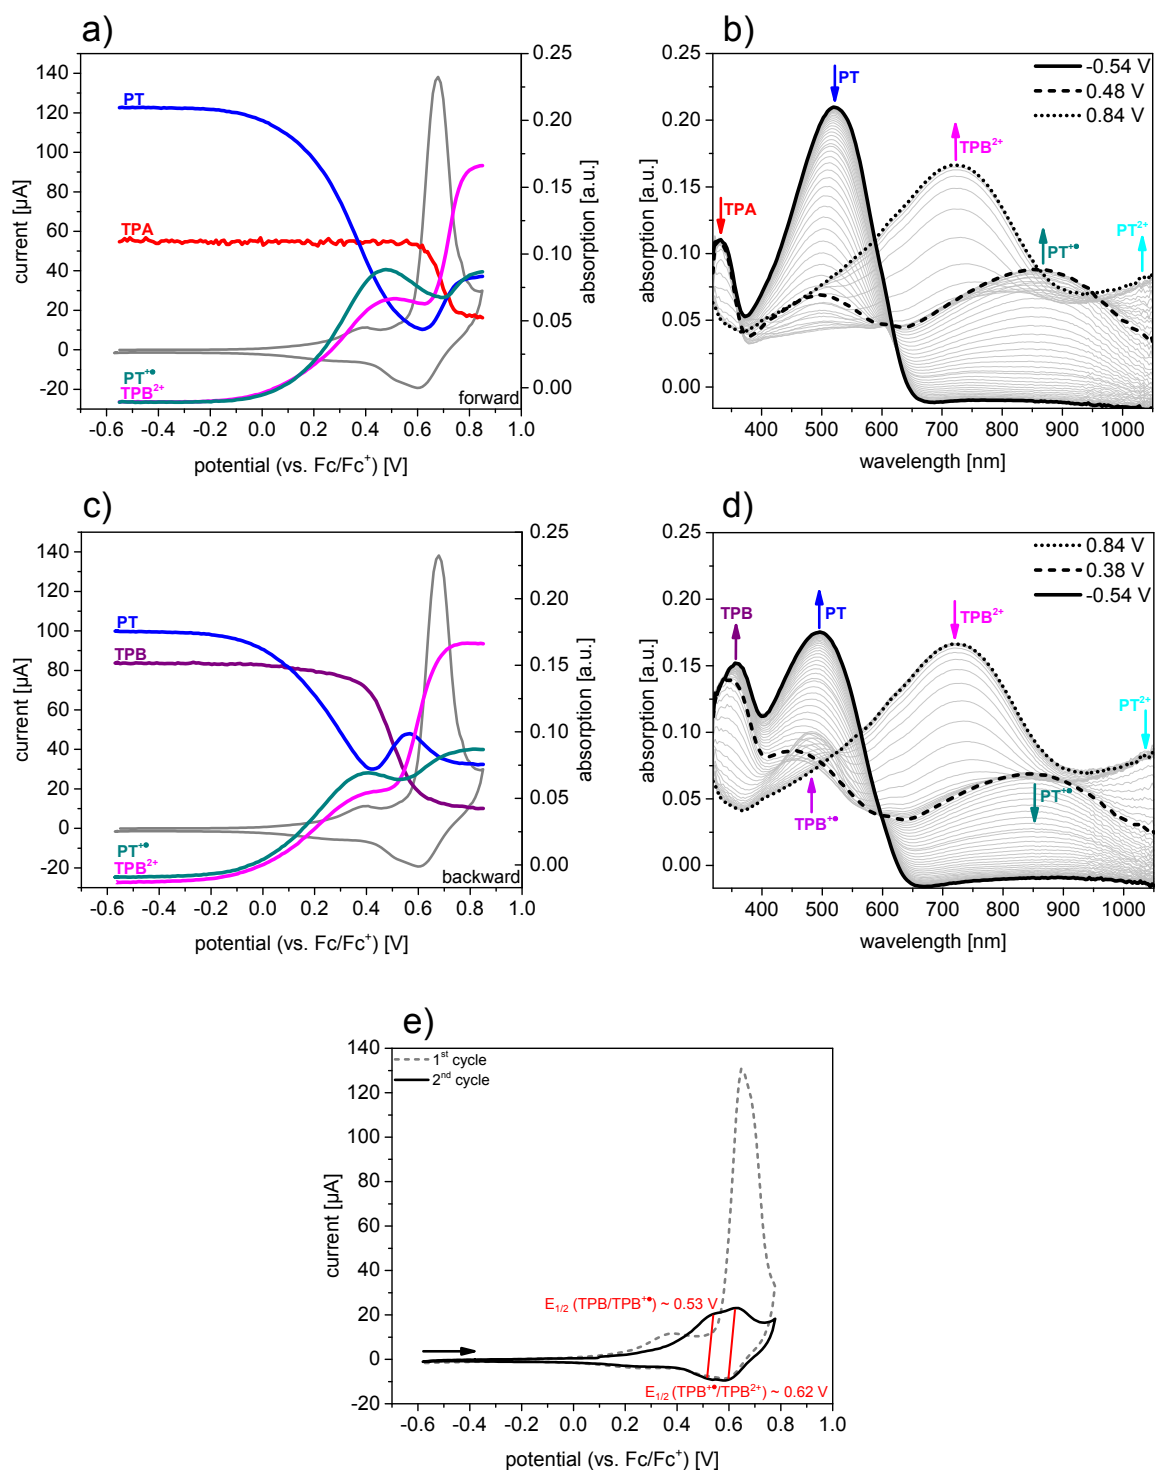 a)
140
120
100
80
60
40
20
0
-20
current [µA]
PT
TPA
PT⁺•
TPB²⁺
forward
0.25
0.20
0.15
0.10
0.05
0.00
absorption [a.u.]
-0.6 -0.4 -0.2 0.0 0.2 0.4 0.6 0.8 1.0
potential (vs. Fc/Fc⁺) [V]
b)
0.25
0.20
0.15
0.10
0.05
0.00
absorption [a.u.]
-0.54 V
0.48 V
0.84 V
PT
TPB²⁺
TPA
PT⁺•
PT²⁺
400 500 600 700 800 900 1000
wavelength [nm]
c)
140
120
100
80
60
40
20
0
-20
current [µA]
PT
TPB
PT⁺•
TPB²⁺
backward
0.25
0.20
0.15
0.10
0.05
0.00
absorption [a.u.]
-0.6 -0.4 -0.2 0.0 0.2 0.4 0.6 0.8 1.0
potential (vs. Fc/Fc⁺) [V]
d)
0.25
0.20
0.15
0.10
0.05
0.00
absorption [a.u.]
0.84 V
0.38 V
-0.54 V
TPB
PT
TPB²⁺
PT²⁺
PT⁺•
TPB⁺•
400 500 600 700 800 900 1000
wavelength [nm]
e)
140
120
100
80
60
40
20
0
-20
current [µA]
1ˢᵗ cycle
2ⁿᵈ cycle
E₁/₂ (TPB/TPB⁺•) ~ 0.53 V
E₁/₂ (TPB⁺•/TPB²⁺) ~ 0.62 V
-0.6 -0.4 -0.2 0.0 0.2 0.4 0.6 0.8 1.0
potential (vs. Fc/Fc⁺) [V]